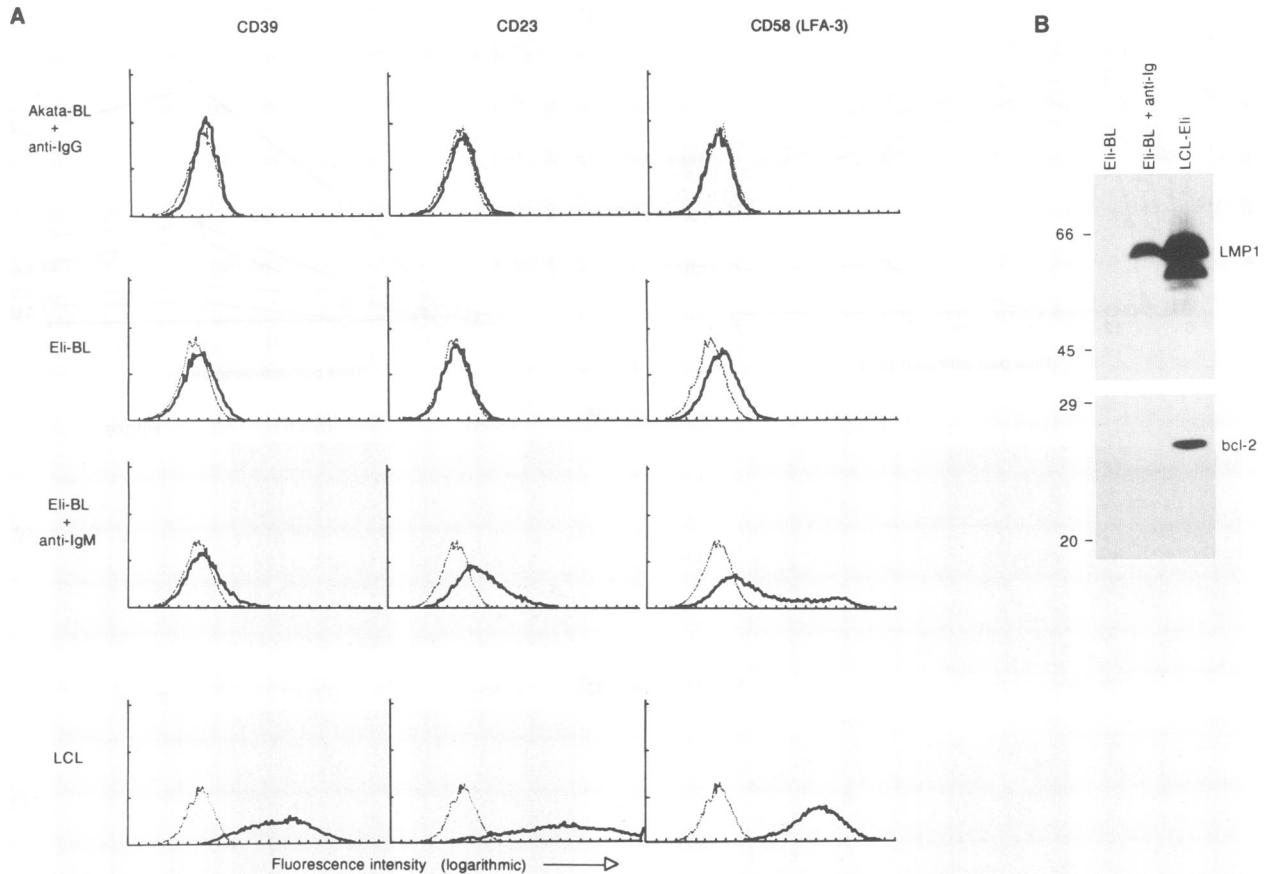 A
CD39
CD23
CD58 (LFA-3)
Akata-BL
+
anti-IgG
Eli-BL
Eli-BL
+
anti-IgM
LCL
Fluorescence intensity (logarithmic)
B
Eli-BL
Eli-BL + anti-Ig
LCL-Eli
66
LMP1
45
29
bcl-2
20